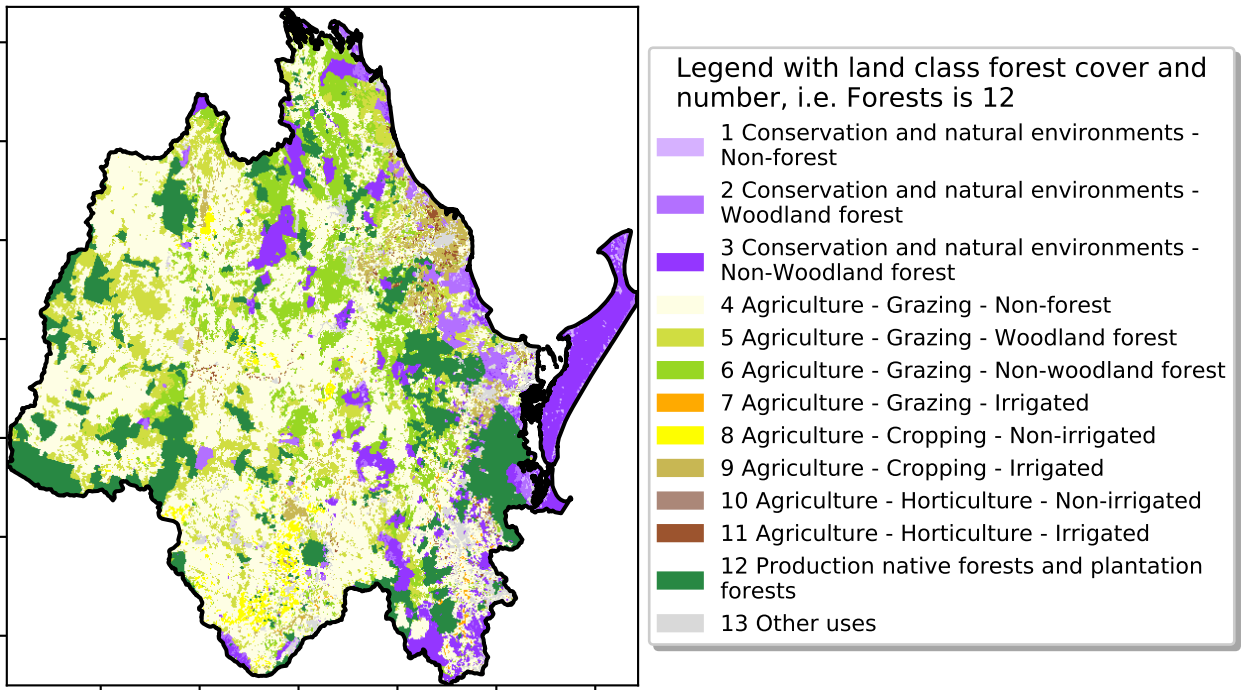 Legend with land class forest cover and
number, i.e. Forests is 12
1 Conservation and natural environments -
Non-forest
2 Conservation and natural environments -
Woodland forest
3 Conservation and natural environments -
Non-Woodland forest
4 Agriculture - Grazing - Non-forest
5 Agriculture - Grazing - Woodland forest
6 Agriculture - Grazing - Non-woodland forest
7 Agriculture - Grazing - Irrigated
8 Agriculture - Cropping - Non-irrigated
9 Agriculture - Cropping - Irrigated
10 Agriculture - Horticulture - Non-irrigated
11 Agriculture - Horticulture - Irrigated
12 Production native forests and plantation
forests
13 Other uses